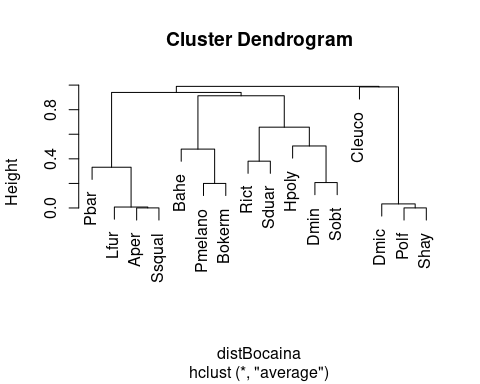 Cluster Dendrogram
Height
0.0
0.4
0.8
Pbar
Lfur
Aper
Ssqual
Bahe
Pmelano
Bokerm
Rict
Sduar
Hpoly
Dmin
Sobt
Cleuco
Dmic
Polf
Shay
distBocaina
hclust (*, "average")